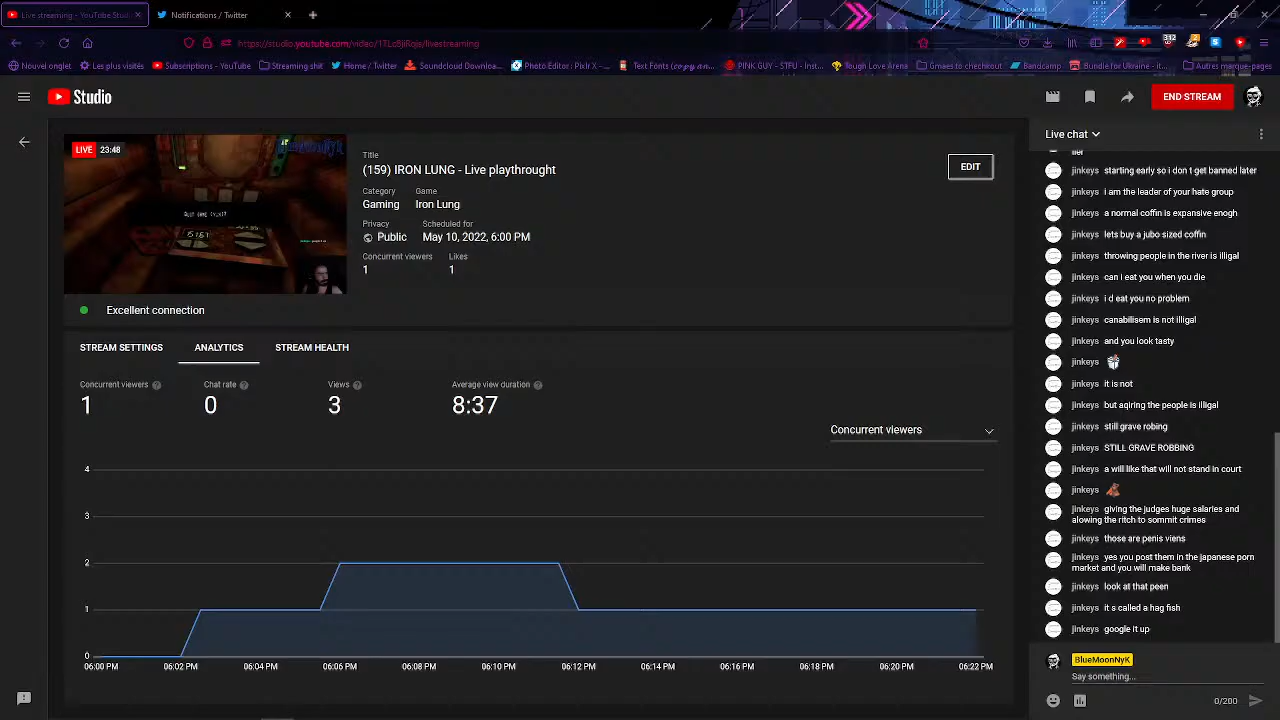 Live streaming - YouTube Studi
Notifications / Twitter
https://studio.youtube.com/video/1TLc5jiRojs/livestreaming
312
Nouvel onglet
Les plus visités
Subscriptions - YouTube
Streaming shit
Home / Twitter
Soundcloud Downloa...
Photo Editor : Pixlr X -...
Text Fonts
PINK GUY - STFU - Inst...
Tough Love Arena
Gmaes to chechkout
Bandcamp
Bundle for Ukraine - it...
Autres marque-pages
Studio
END STREAM
LIVE 23:48
Title
(159) IRON LUNG - Live playthrought
EDIT
Category Game
Gaming Iron Lung
Privacy Scheduled for
Public May 10, 2022, 6:00 PM
Concurrent viewers Likes
1 1
Excellent connection
STREAM SETTINGS ANALYTICS STREAM HEALTH
Concurrent viewers Chat rate Views Average view duration
1 0 3 8:37
Concurrent viewers
4
3
2
1
0
06:00 PM 06:02 PM 06:04 PM 06:06 PM 06:08 PM 06:10 PM 06:12 PM 06:14 PM 06:16 PM 06:18 PM 06:20 PM 06:22 PM
Live chat
jinkeys starting early so i don t get banned later
jinkeys i am the leader of your hate group
jinkeys a normal coffin is expensive enogh
jinkeys lets buy a jubo sized coffin
jinkeys throwing people in the river is illigal
jinkeys can i eat you when you die
jinkeys i d eat you no problem
jinkeys canabilisem is not illigal
jinkeys and you look tasty
jinkeys
jinkeys it is not
jinkeys but aqiring the people is illigal
jinkeys still grave robing
jinkeys STILL GRAVE ROBBING
jinkeys a will like that will not stand in court
jinkeys
jinkeys giving the judges huge salaries and
alowing the ritch to sommit crimes
jinkeys those are penis viens
jinkeys yes you post them in the japanese porn
market and you will make bank
jinkeys look at that peen
jinkeys it s called a hag fish
jinkeys google it up
BlueMoonNyK
Say something...
0/200